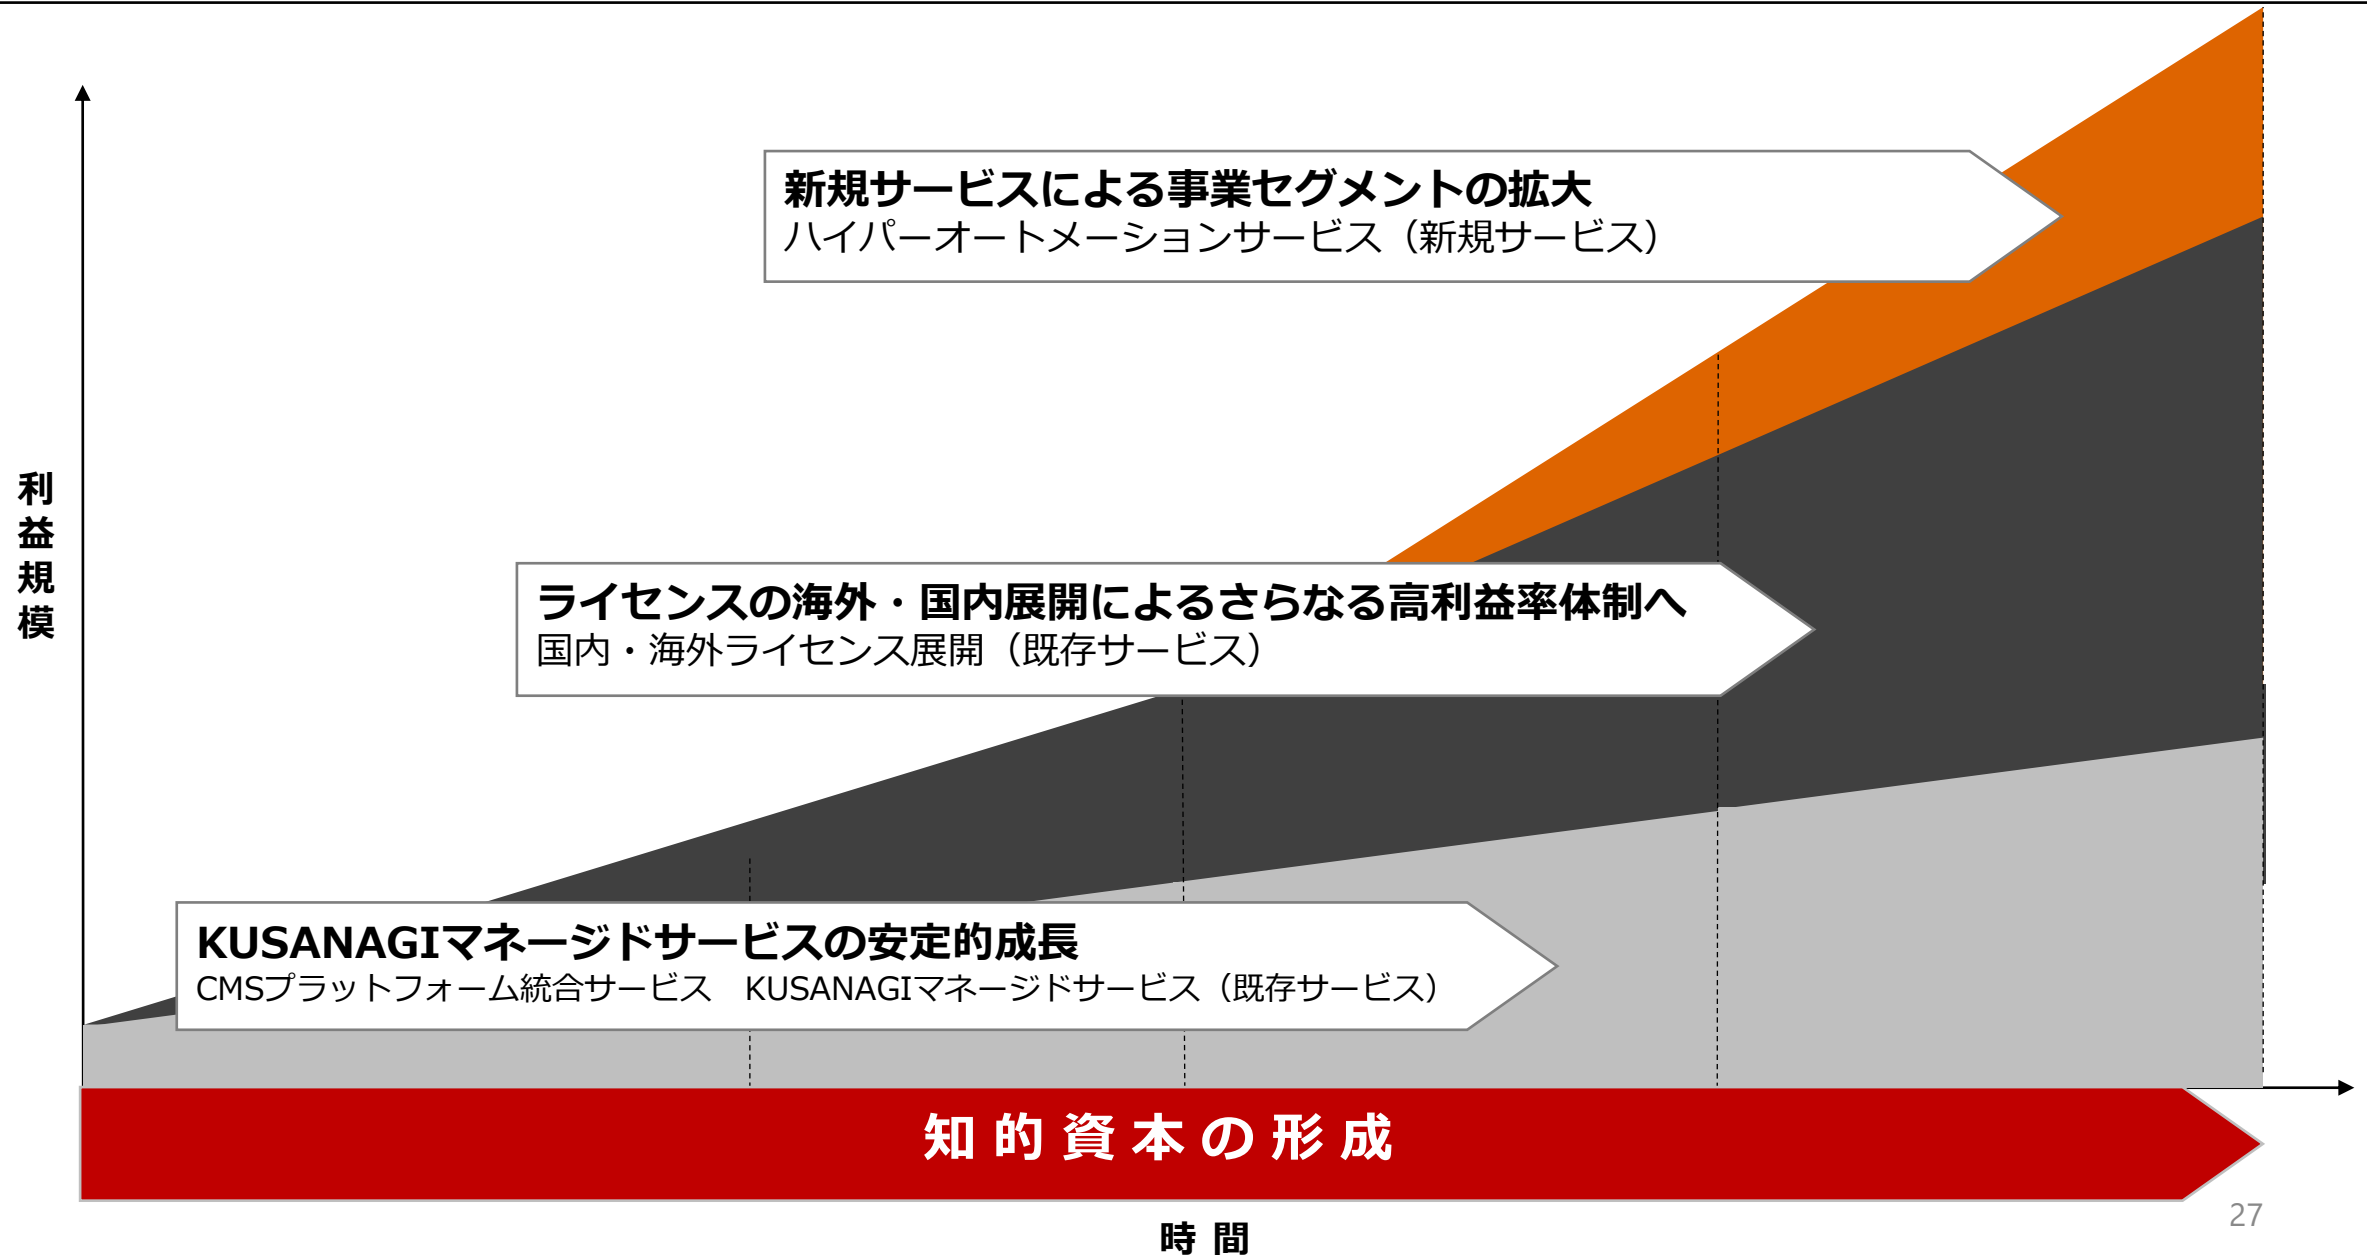 新規サービスによる事業セグメントの拡大
ハイパーオートメーションサービス（新規サービス）
利益規模
ライセンスの海外・国内展開によるさらなる高利益率体制へ
国内・海外ライセンス展開（既存サービス）
KUSANAGIマネージドサービスの安定的成長
CMSプラットフォーム統合サービス　KUSANAGIマネージドサービス（既存サービス）
知的資本の形成
27
時間